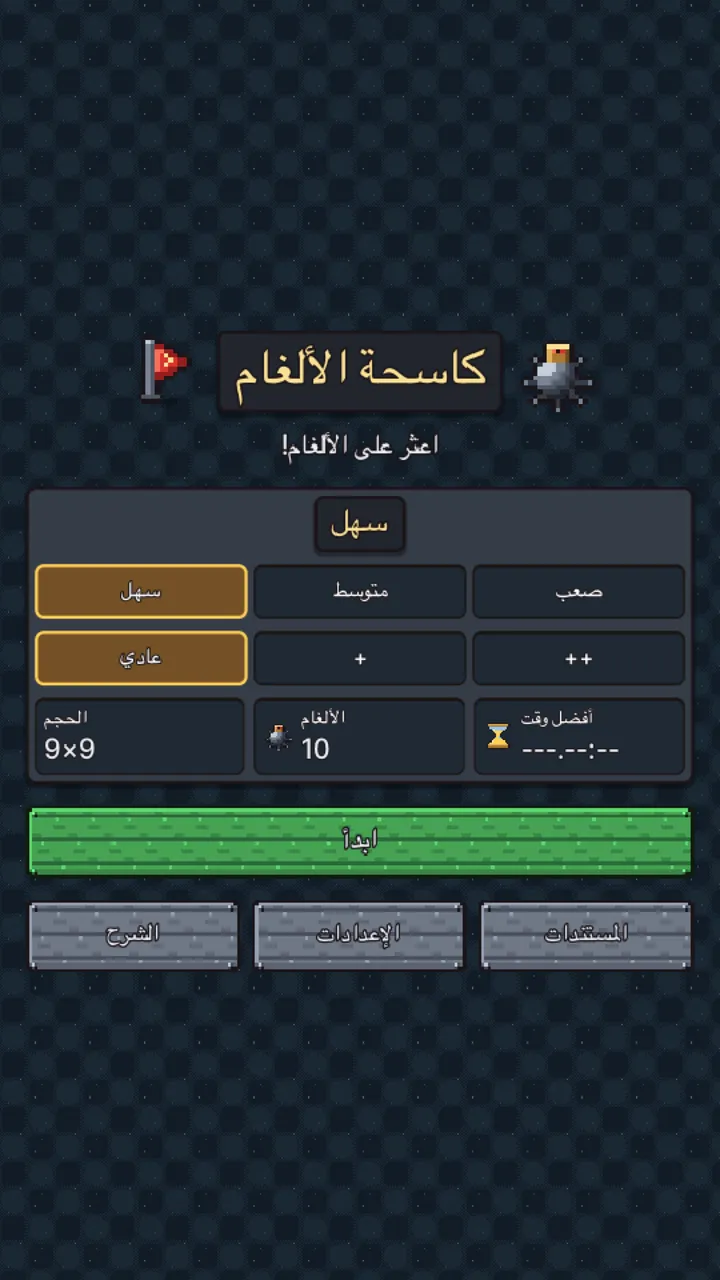 كاسحة الألغام
اعثر على الألغام!
سهل
سهل
متوسط
صعب
عادي
+
++
الحجم
9×9
الألغام
10
أفضل وقت
--:--.---
ابدأ
الشرح
الإعدادات
المستندات